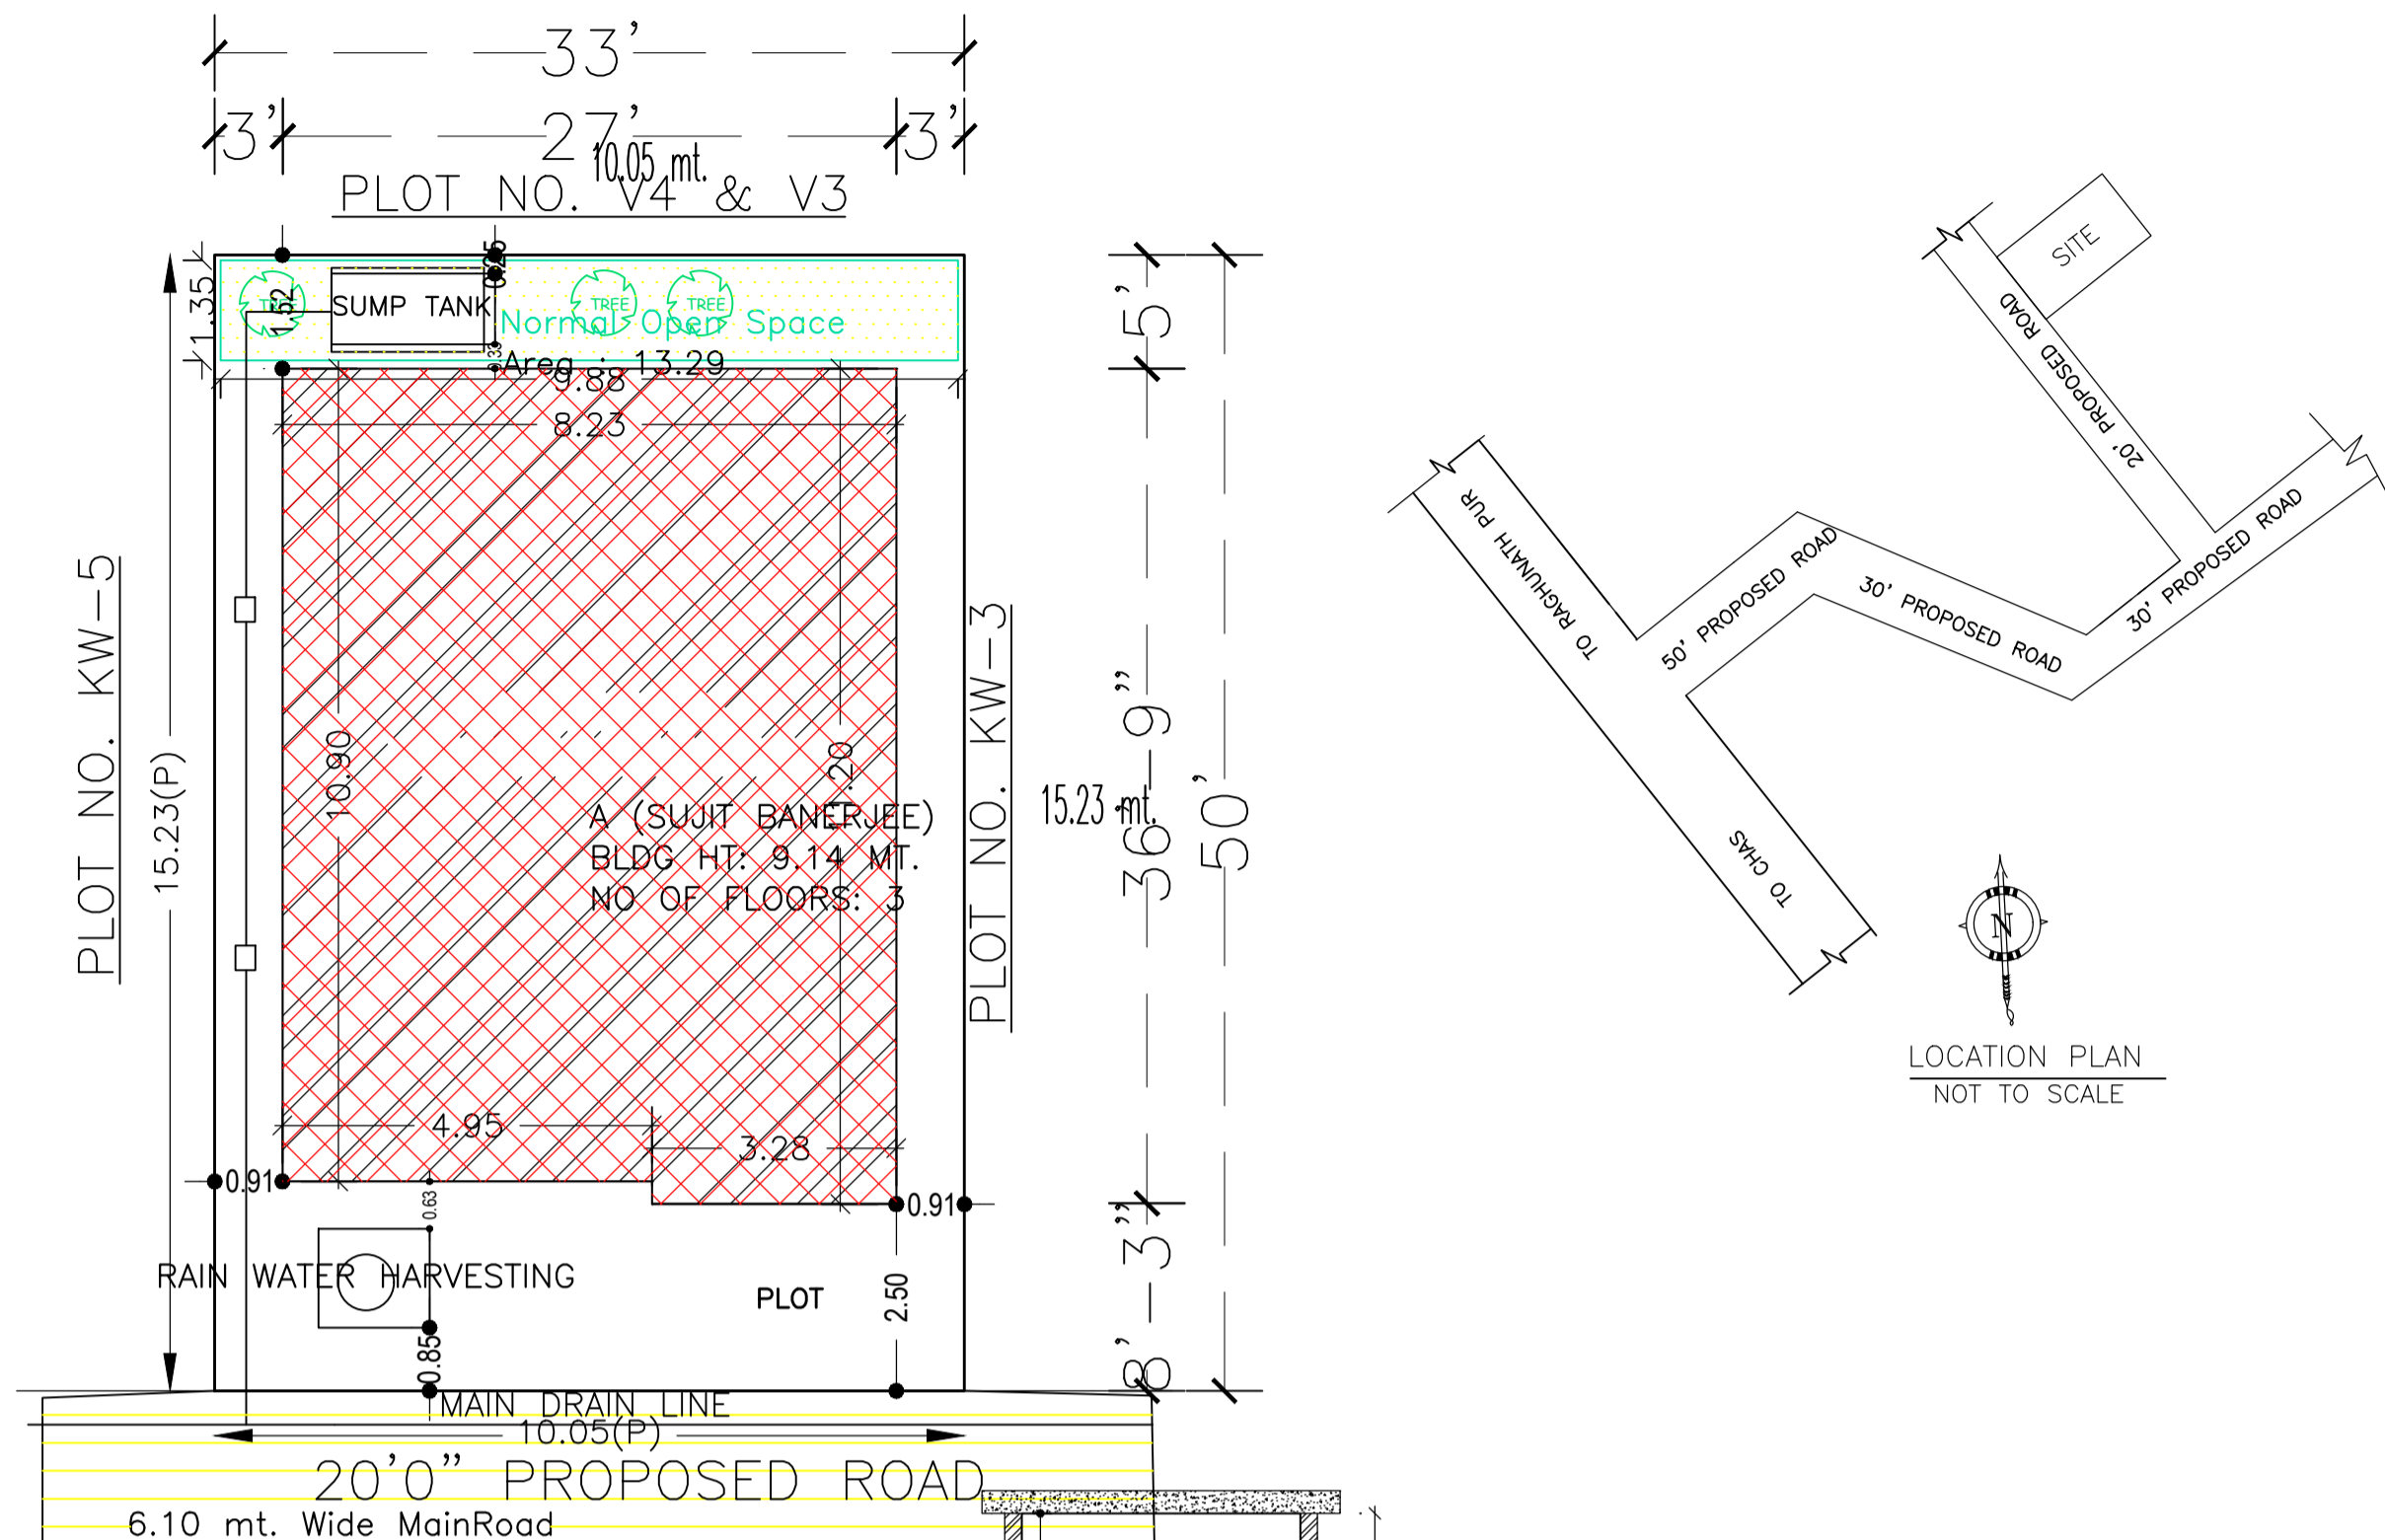 33'
3'
27'
3'
10.05 mt.
PLOT NO. V4 & V3
0.25
1.35
1.52
TREE
SUMP TANK
TREE
TREE
Normal Open Space
0.33
Area : 13.29
9.88
8.23
5'
PLOT NO. KW-5
15.23(P)
10.90
11.20
A (SUJIT BANERJEE)
BLDG HT: 9.14 MT.
NO OF FLOORS: 3
PLOT NO. KW-3
15.23 mt.
36'-9"
50'
4.95
3.28
0.91
0.63
0.91
RAIN WATER HARVESTING
PLOT
2.50
8'-3"
0.85
MAIN DRAIN LINE
10.05(P)
20'0" PROPOSED ROAD
6.10 mt. Wide MainRoad
SITE
20' PROPOSED ROAD
TO RAGHUNATH PUR
50' PROPOSED ROAD
30' PROPOSED ROAD
30' PROPOSED ROAD
TO CHAS
N
LOCATION PLAN
NOT TO SCALE